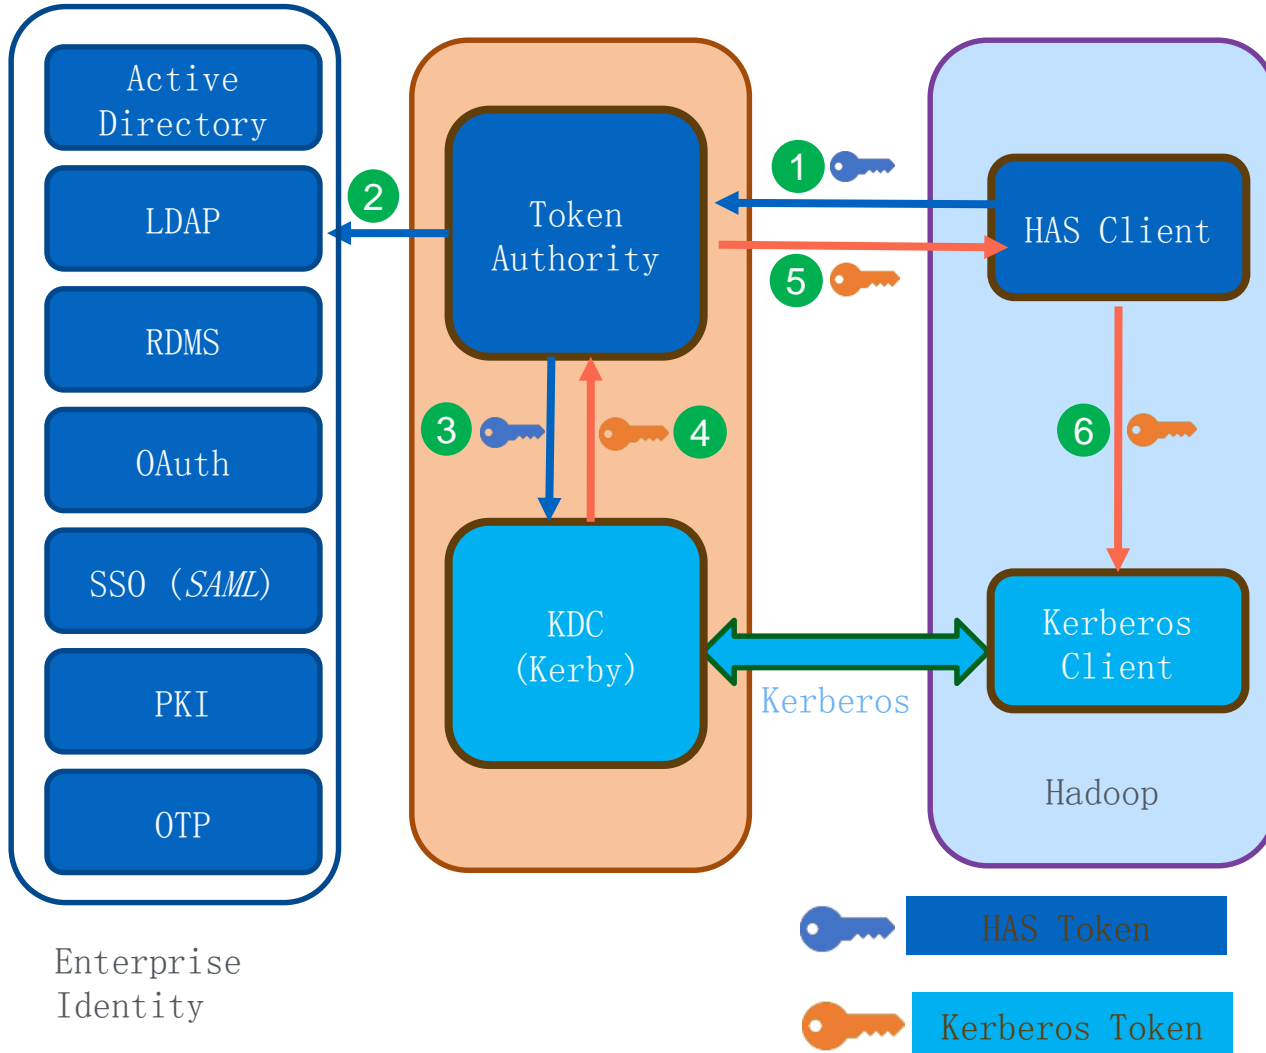 Active
Directory
LDAP
RDMS
OAuth
SSO (SAML)
PKI
OTP
Enterprise
Identity
2
Token
Authority
3
4
KDC
(Kerby)
1
5
Kerberos
HAS Client
6
Kerberos
Client
Hadoop
HAS Token
Kerberos Token